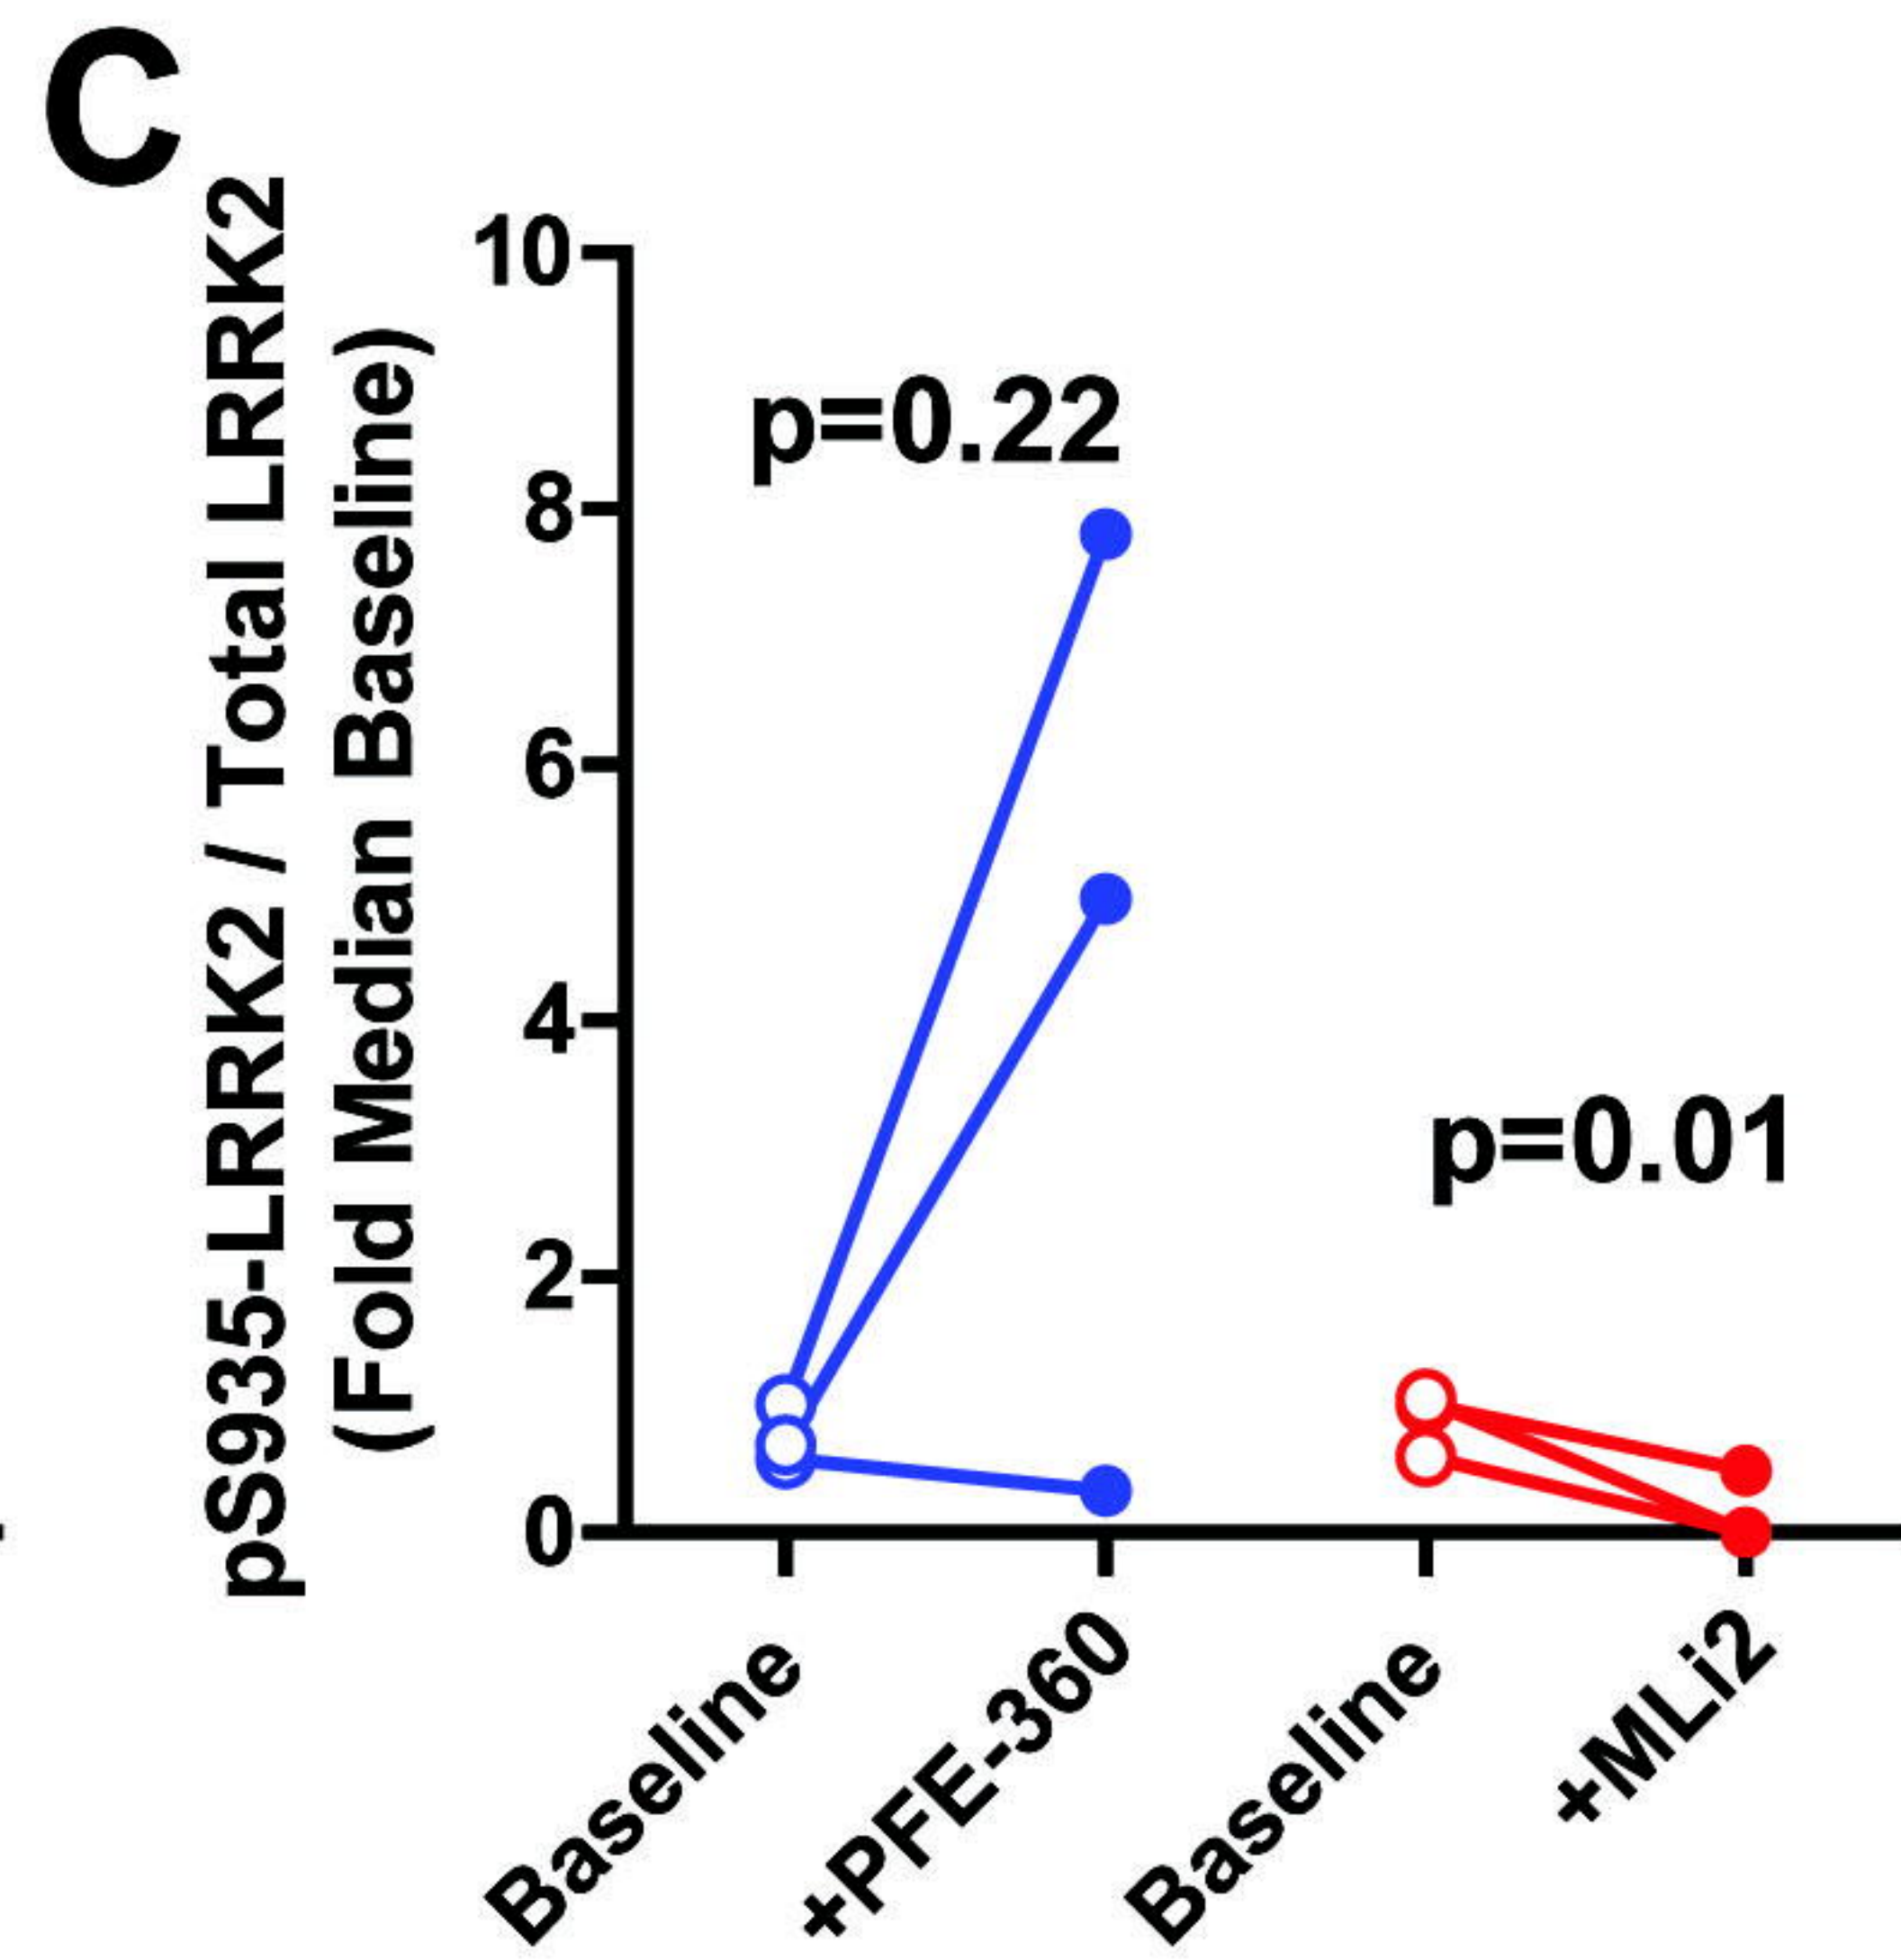 C
pS935-LRRK2 / Total LRRK2
(Fold Median Baseline)
10
8
6
4
2
0
p=0.22
p=0.01
Baseline
+PFE-360
Baseline
+MLi2